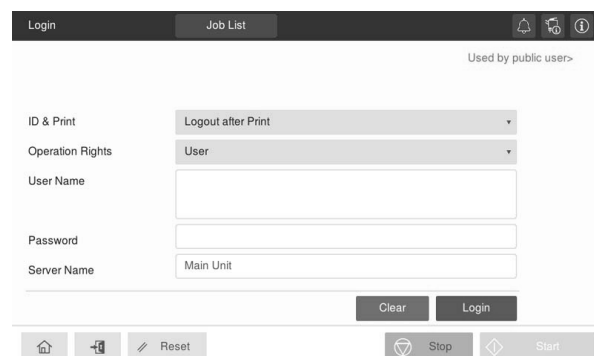 Login Job List
Used by public user>
ID & Print Logout after Print
Operation Rights User
User Name
Password
Server Name Main Unit
Clear Login
Reset Stop Start